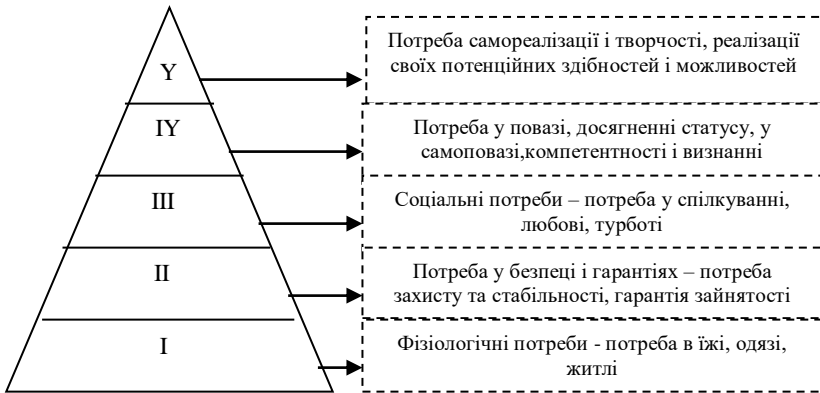 Y
Потреба самореалізації і творчості, реалізації
своїх потенційних здібностей і можливостей
IY
Потреба у повазі, досягненні статусу, у
самоповазі,компетентності і визнанні
III
Соціальні потреби – потреба у спілкуванні,
любові, турботі
II
Потреба у безпеці і гарантіях – потреба
захисту та стабільності, гарантія зайнятості
I
Фізіологічні потреби - потреба в їжі, одязі,
житлі